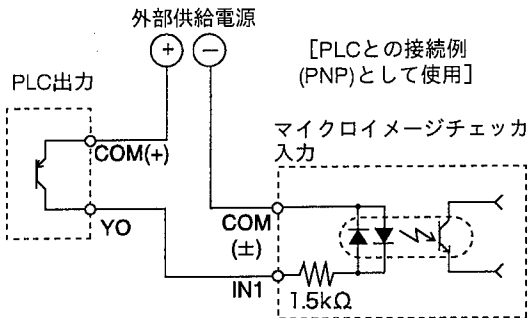 外部供給電源
+ −
[PLCとの接続例
(PNP)として使用]
PLC出力
COM(+)
YO
マイクロイメージチェッカ
入力
COM
(±)
IN1
1.5kΩ